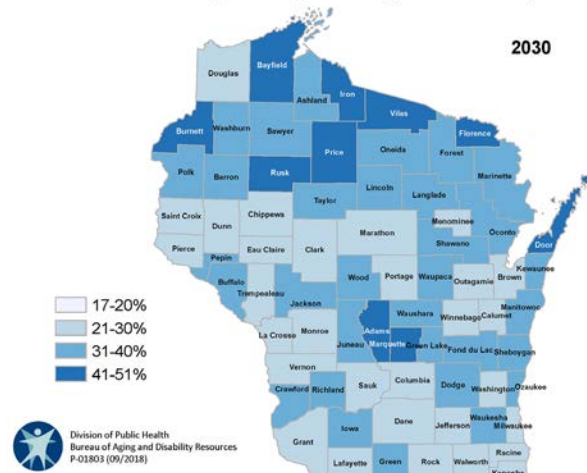 2030
Douglas
Bayfield
Ashland
Iron
Vilas
Florence
Burnett
Washburn
Sawyer
Price
Oneida
Forest
Marinette
Polk
Barron
Rusk
Lincoln
Langlade
Taylor
Oconto
Door
Saint Croix
Dunn
Chippewa
Marathon
Menominee
Shawano
Pierce
Eau Claire
Clark
Kewaunee
Pepin
Buffalo
Trempealeau
Jackson
Wood
Portage
Waupaca
Outagamie
Brown
17-20%
21-30%
31-40%
41-51%
La Crosse
Monroe
Juneau
Adams
Marquette
Waushara
Green Lake
Winnebago
Calumet
Manitowoc
Fond du Lac
Sheboygan
Vernon
Crawford
Richland
Sauk
Columbia
Dodge
Washington
Ozaukee
Grant
Iowa
Dane
Jefferson
Waukesha
Milwaukee
Lafayette
Green
Rock
Walworth
Racine
Division of Public Health
Bureau of Aging and Disability Resources
P-01803 (09/2018)